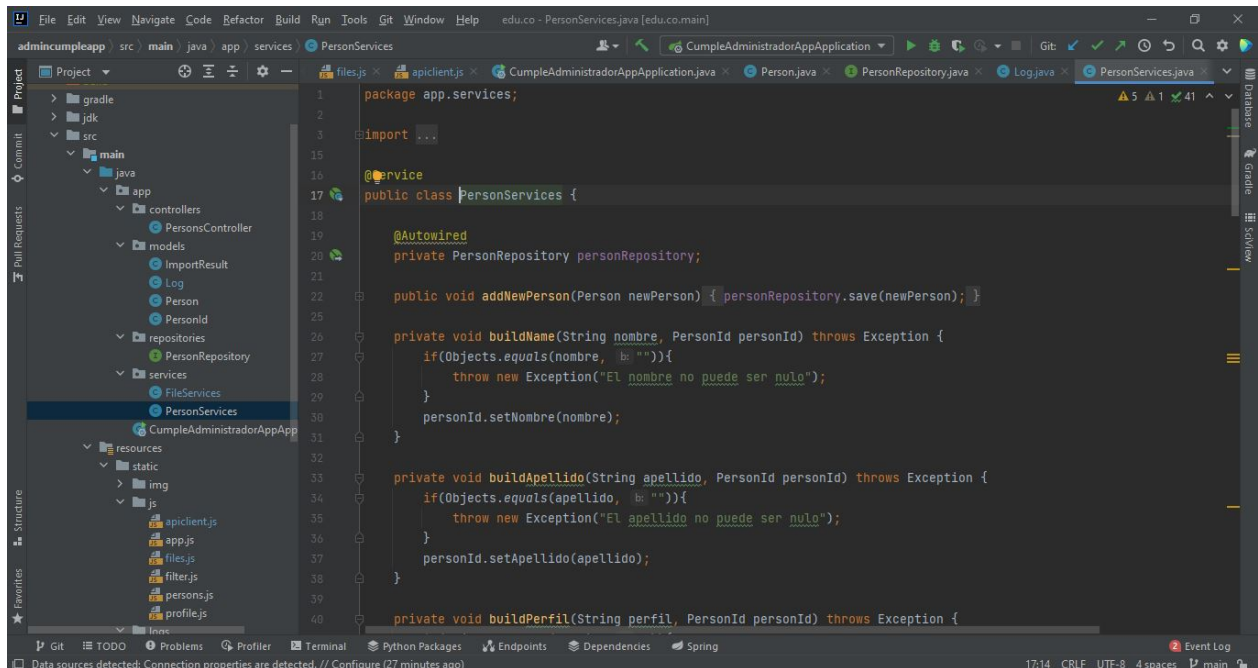 File Edit View Navigate Code Refactor Build Run Tools Git Window Help edu.co - PersonServices.java [edu.co.main]
admincumpleapp src main java app services PersonServices CumpleAdministradorAppApplication Git:
Project files.js apiclient.js CumpleAdministradorAppApplication.java Person.java PersonRepository.java Log.java PersonServices.java
Project
Commit
Pull Requests
Structure
Favorites
gradle
jdk
src
main
java
app
controllers
PersonsController
models
ImportResult
Log
Person
PersonId
repositories
PersonRepository
services
FileServices
PersonServices
CumpleAdministradorAppApp
resources
static
img
js
apiclient.js
app.js
files.js
filter.js
persons.js
profile.js
logs
5 1 41
1 package app.services;
2
3 import ...
15
16 @Service
17 public class PersonServices {
18
19 @Autowired
20 private PersonRepository personRepository;
21
22 public void addNewPerson(Person newPerson) { personRepository.save(newPerson); }
25
26 private void buildName(String nombre, PersonId personId) throws Exception {
27 if(Objects.equals(nombre, b: "")){
28 throw new Exception("El nombre no puede ser nulo");
29 }
30 personId.setNombre(nombre);
31 }
32
33 private void buildApellido(String apellido, PersonId personId) throws Exception {
34 if(Objects.equals(apellido, b: "")){
35 throw new Exception("El apellido no puede ser nulo");
36 }
37 personId.setApellido(apellido);
38 }
39
40 private void buildPerfil(String perfil, PersonId personId) throws Exception {
Database
Gradle
SciView
Git TODO Problems Profiler Terminal Python Packages Endpoints Dependencies Spring 2 Event Log
Data sources detected: Connection properties are detected. // Configure (27 minutes ago) 17:14 CRLF UTF-8 4 spaces main